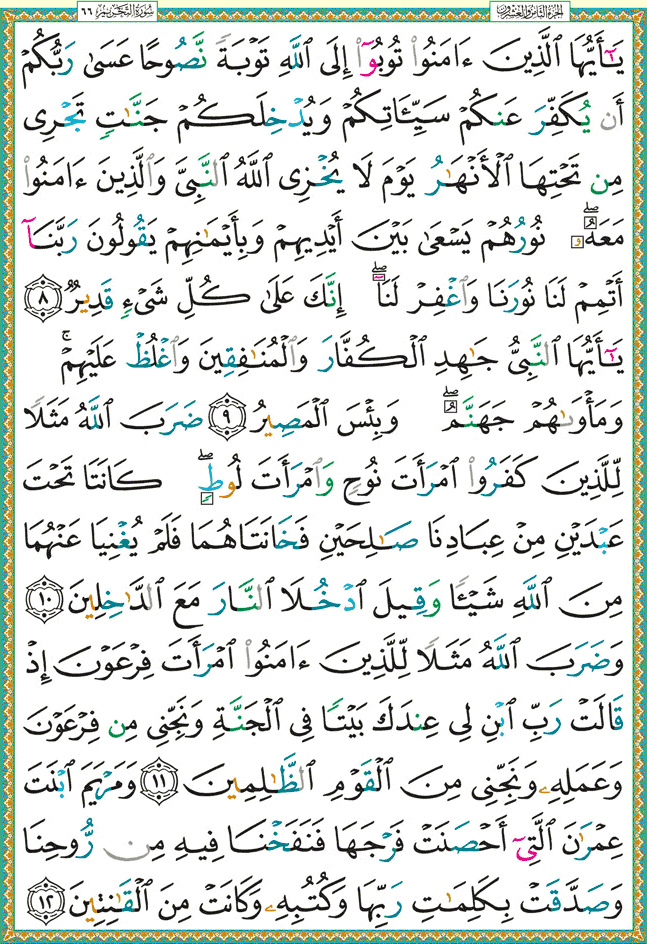 الجزء الثامن والعشرون سورة التحريم ٦٦
يَٰٓأَيُّهَا ٱلَّذِينَ ءَامَنُوا۟ تُوبُوٓا۟ إِلَى ٱللَّهِ تَوْبَةً نَّصُوحًا عَسَىٰ رَبُّكُمْ
أَن يُكَفِّرَ عَنكُمْ سَيِّـَٔاتِكُمْ وَيُدْخِلَكُمْ جَنَّٰتٍ تَجْرِى
مِن تَحْتِهَا ٱلْأَنْهَٰرُ يَوْمَ لَا يُخْزِى ٱللَّهُ ٱلنَّبِىَّ وَٱلَّذِينَ ءَامَنُوا۟
مَعَهُۥ ۖ نُورُهُمْ يَسْعَىٰ بَيْنَ أَيْدِيهِمْ وَبِأَيْمَٰنِهِمْ يَقُولُونَ رَبَّنَآ
أَتْمِمْ لَنَا نُورَنَا وَٱغْفِرْ لَنَآ ۖ إِنَّكَ عَلَىٰ كُلِّ شَىْءٍ قَدِيرٌ ٨
يَٰٓأَيُّهَا ٱلنَّبِىُّ جَٰهِدِ ٱلْكُفَّارَ وَٱلْمُنَٰفِقِينَ وَٱغْلُظْ عَلَيْهِمْ ۚ
وَمَأْوَىٰهُمْ جَهَنَّمُ ۖ وَبِئْسَ ٱلْمَصِيرُ ٩ ضَرَبَ ٱللَّهُ مَثَلًا
لِّلَّذِينَ كَفَرُوا۟ ٱمْرَأَتَ نُوحٍ وَٱمْرَأَتَ لُوطٍ ۖ كَانَتَا تَحْتَ
عَبْدَيْنِ مِنْ عِبَادِنَا صَٰلِحَيْنِ فَخَانَتَاهُمَا فَلَمْ يُغْنِيَا عَنْهُمَا
مِنَ ٱللَّهِ شَيْـًٔا وَقِيلَ ٱدْخُلَا ٱلنَّارَ مَعَ ٱلدَّٰخِلِينَ ١٠
وَضَرَبَ ٱللَّهُ مَثَلًا لِّلَّذِينَ ءَامَنُوا۟ ٱمْرَأَتَ فِرْعَوْنَ إِذْ
قَالَتْ رَبِّ ٱبْنِ لِى عِندَكَ بَيْتًا فِى ٱلْجَنَّةِ وَنَجِّنِى مِن فِرْعَوْنَ
وَعَمَلِهِۦ وَنَجِّنِى مِنَ ٱلْقَوْمِ ٱلظَّٰلِمِينَ ١١ وَمَرْيَمَ ٱبْنَتَ
عِمْرَٰنَ ٱلَّتِىٓ أَحْصَنَتْ فَرْجَهَا فَنَفَخْنَا فِيهِ مِن رُّوحِنَا
وَصَدَّقَتْ بِكَلِمَٰتِ رَبِّهَا وَكُتُبِهِۦ وَكَانَتْ مِنَ ٱلْقَٰنِتِينَ ١٢